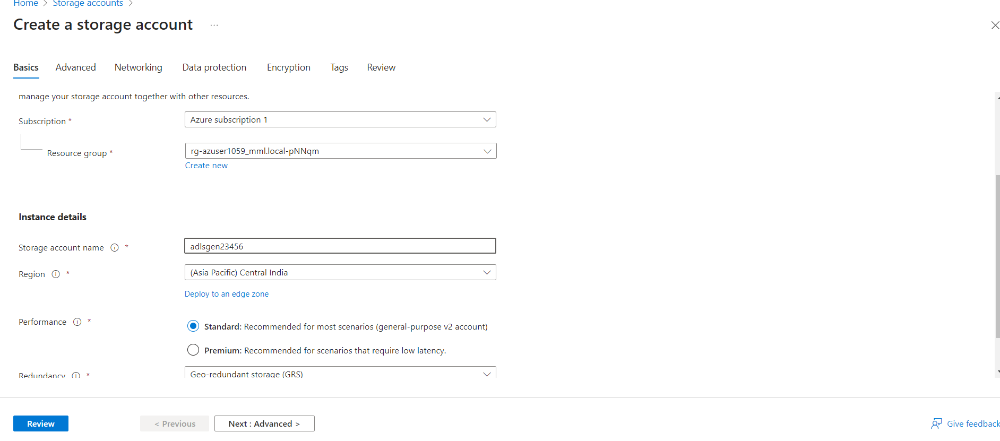 Home > Storage accounts >
Create a storage account ...
Basics Advanced Networking Data protection Encryption Tags Review
manage your storage account together with other resources.
Subscription * Azure subscription 1
Resource group * rg-azuser1059_mml.local-pNNqm
Create new
Instance details
Storage account name * adlsgen23456
Region * (Asia Pacific) Central India
Deploy to an edge zone
Performance * Standard: Recommended for most scenarios (general-purpose v2 account)
Premium: Recommended for scenarios that require low latency.
Redundancy * Geo-redundant storage (GRS)
Review < Previous Next : Advanced > Give feedback